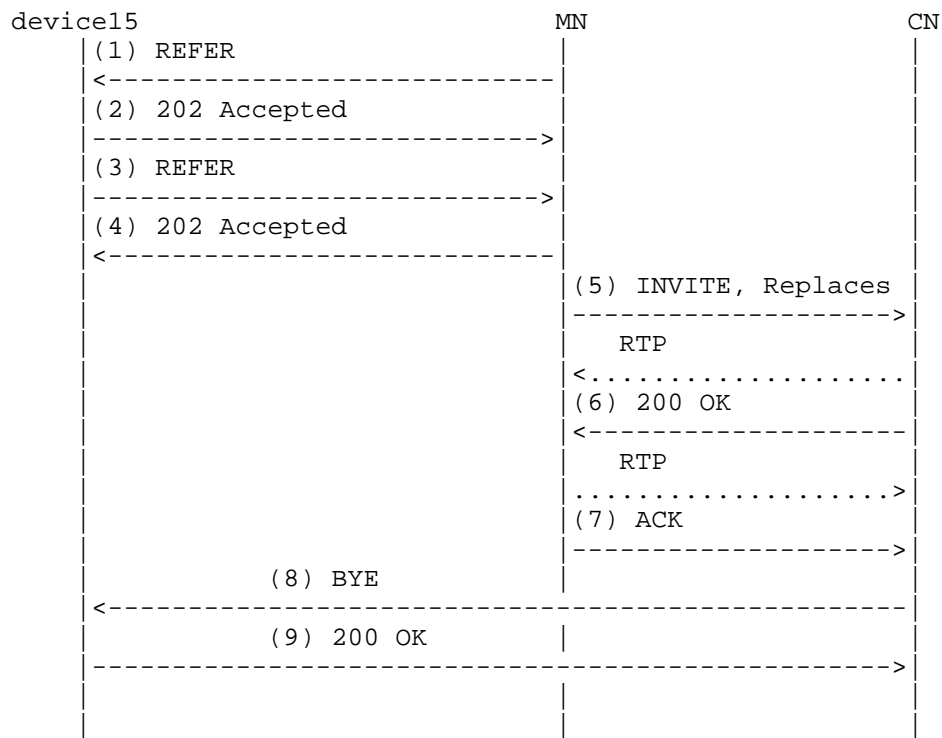 device15 MN CN
(1) REFER
(2) 202 Accepted
(3) REFER
(4) 202 Accepted
(5) INVITE, Replaces
RTP
(6) 200 OK
RTP
(7) ACK
(8) BYE
(9) 200 OK